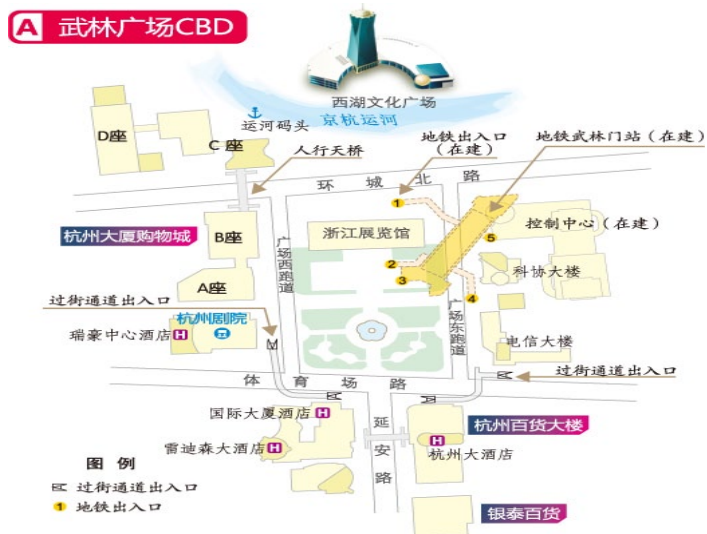 A 武林广场CBD
西湖文化广场
京杭运河
运河码头
D座
C座
人行天桥
地铁出入口
(在建)
地铁武林门站(在建)
环城北路
1
杭州大厦购物城
B座
浙江展览馆
5
控制中心(在建)
广场西跑道
2
3
4
科协大楼
A座
过街通道出入口
广场东跑道
杭州剧院
瑞豪中心酒店 H
电信大楼
过街通道出入口
体育场路
国际大厦酒店 H
延安路
杭州百货大楼
H
雷迪森大酒店 H
杭州大酒店
图例
过街通道出入口
1 地铁出入口
银泰百货